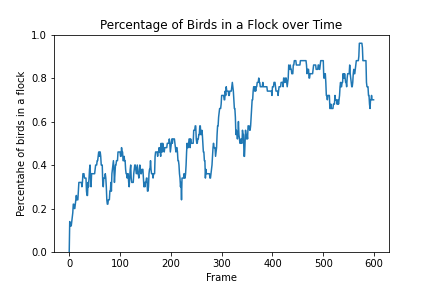 Percentage of Birds in a Flock over Time
1.0
0.8
0.6
0.4
0.2
0.0
Percentahe of birds in a flock
0 100 200 300 400 500 600
Frame